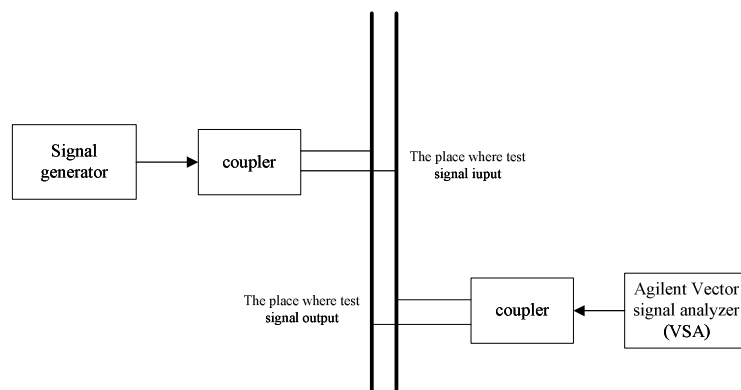 Signal
generator
coupler
The place where test
signal iuput
The place where test
signal output
coupler
Agilent Vector
signal analyzer
(VSA)